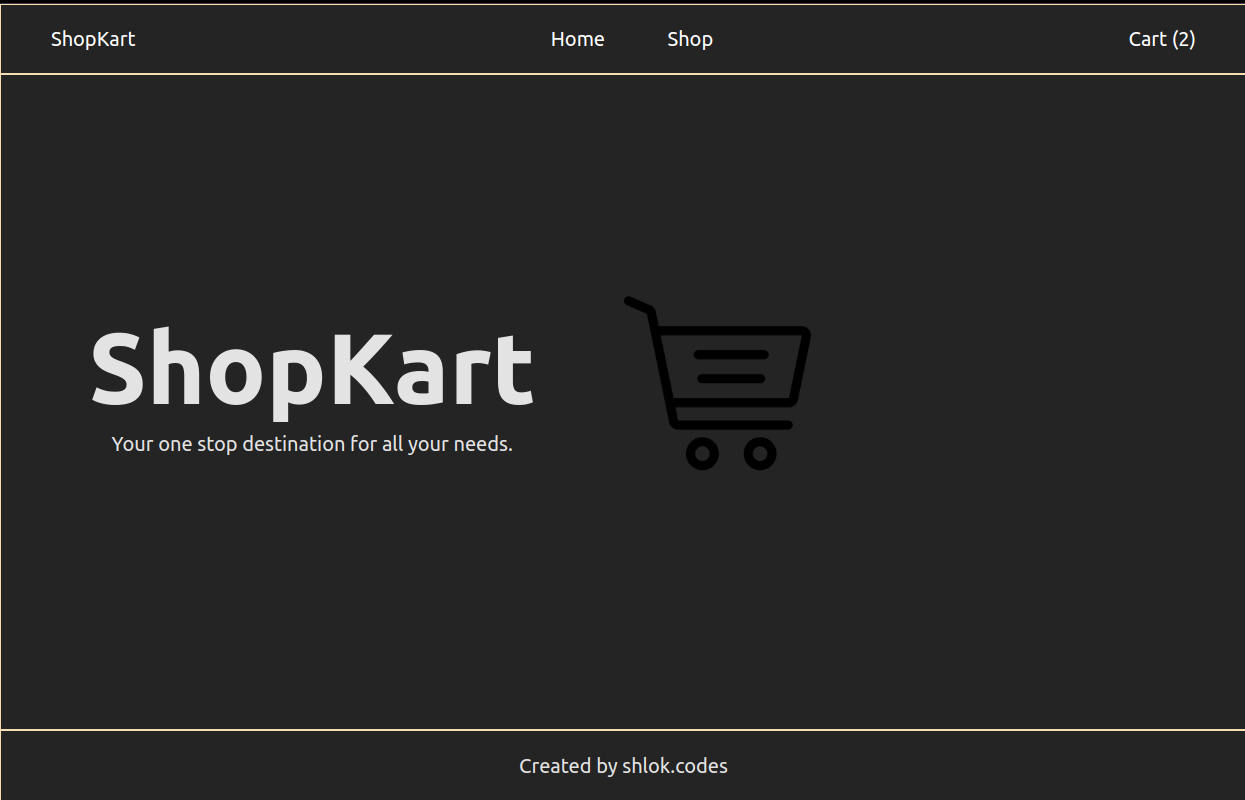 ShopKart Home Shop Cart (2)
ShopKart
Your one stop destination for all your needs.
Created by shlok.codes